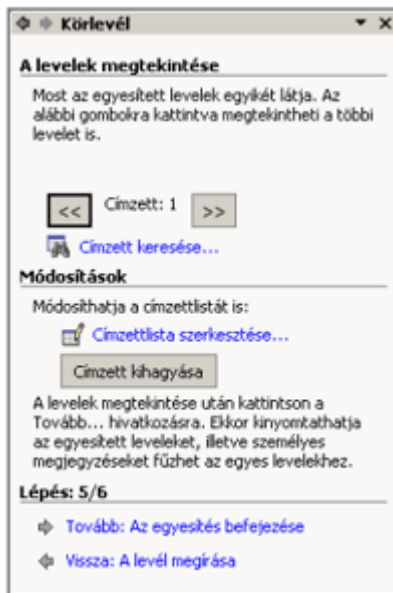 Körlevél
A levelek megtekintése
Most az egyesített levelek egyikét látja. Az
alábbi gombokra kattintva megtekintheti a többi
levelet is.
<< Címzett: 1 >>
Címzett keresése...
Módosítások
Módosíthatja a címzettlistát is:
Címzettlista szerkesztése...
Címzett kihagyása
A levelek megtekintése után kattintson a
Tovább... hivatkozásra. Ekkor kinyomtathatja
az egyesített leveleket, illetve személyes
megjegyzéseket fűzhet az egyes levelekhez.
Lépés: 5/6
Tovább: Az egyesítés befejezése
Vissza: A levél megírása